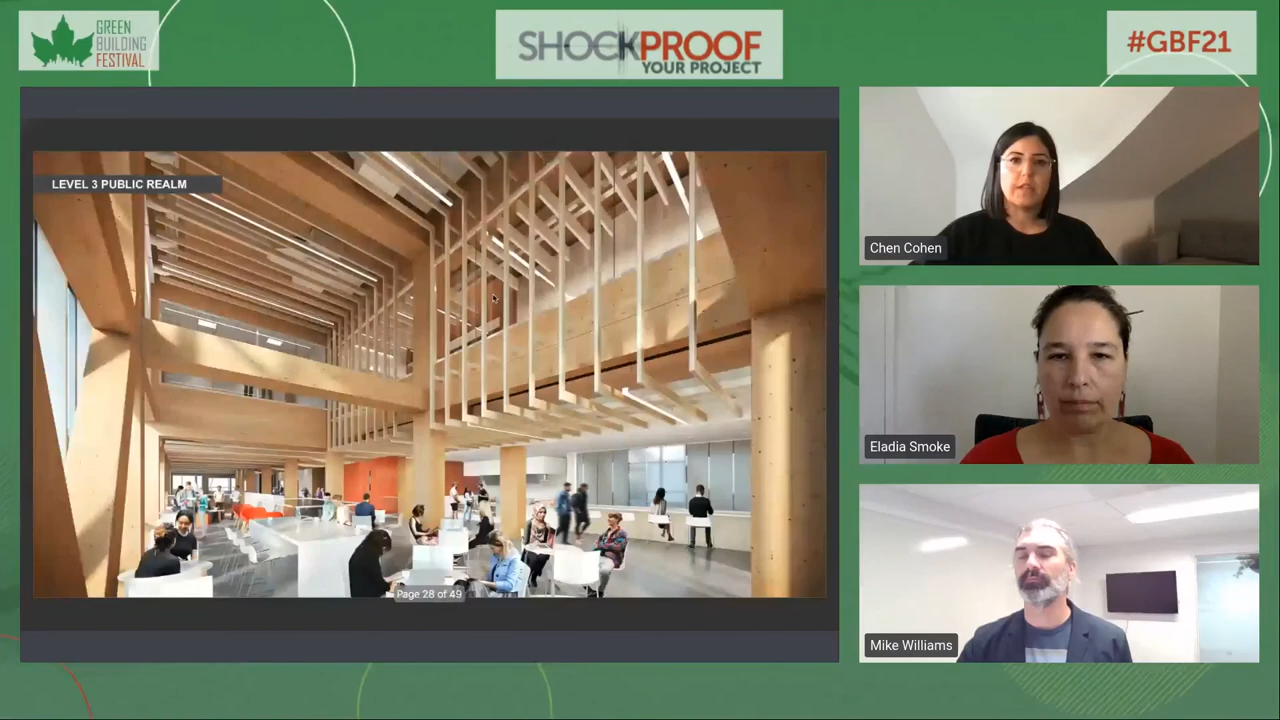 GREEN
BUILDING
FESTIVAL
SHOCKPROOF
YOUR PROJECT
#GBF21
LEVEL 3 PUBLIC REALM
Page 28 of 49
Chen Cohen
Eladia Smoke
Mike Williams